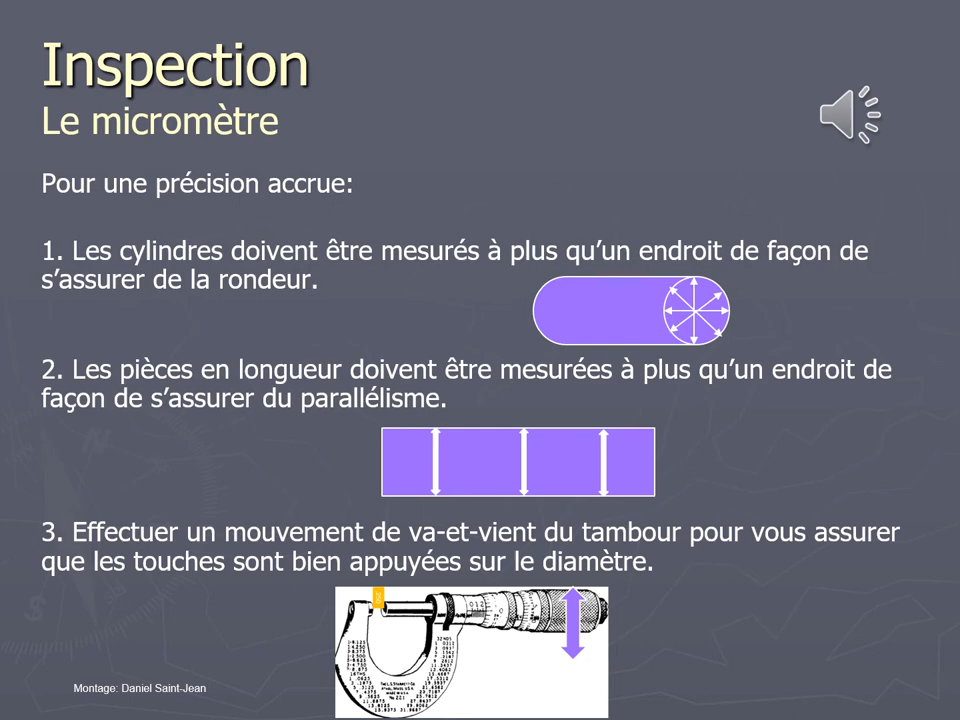 Inspection
Le micromètre
Pour une précision accrue:
1. Les cylindres doivent être mesurés à plus qu’un endroit de façon de
s’assurer de la rondeur.
2. Les pièces en longueur doivent être mesurées à plus qu’un endroit de
façon de s’assurer du parallélisme.
3. Effectuer un mouvement de va-et-vient du tambour pour vous assurer
que les touches sont bien appuyées sur le diamètre.
Montage: Daniel Saint-Jean